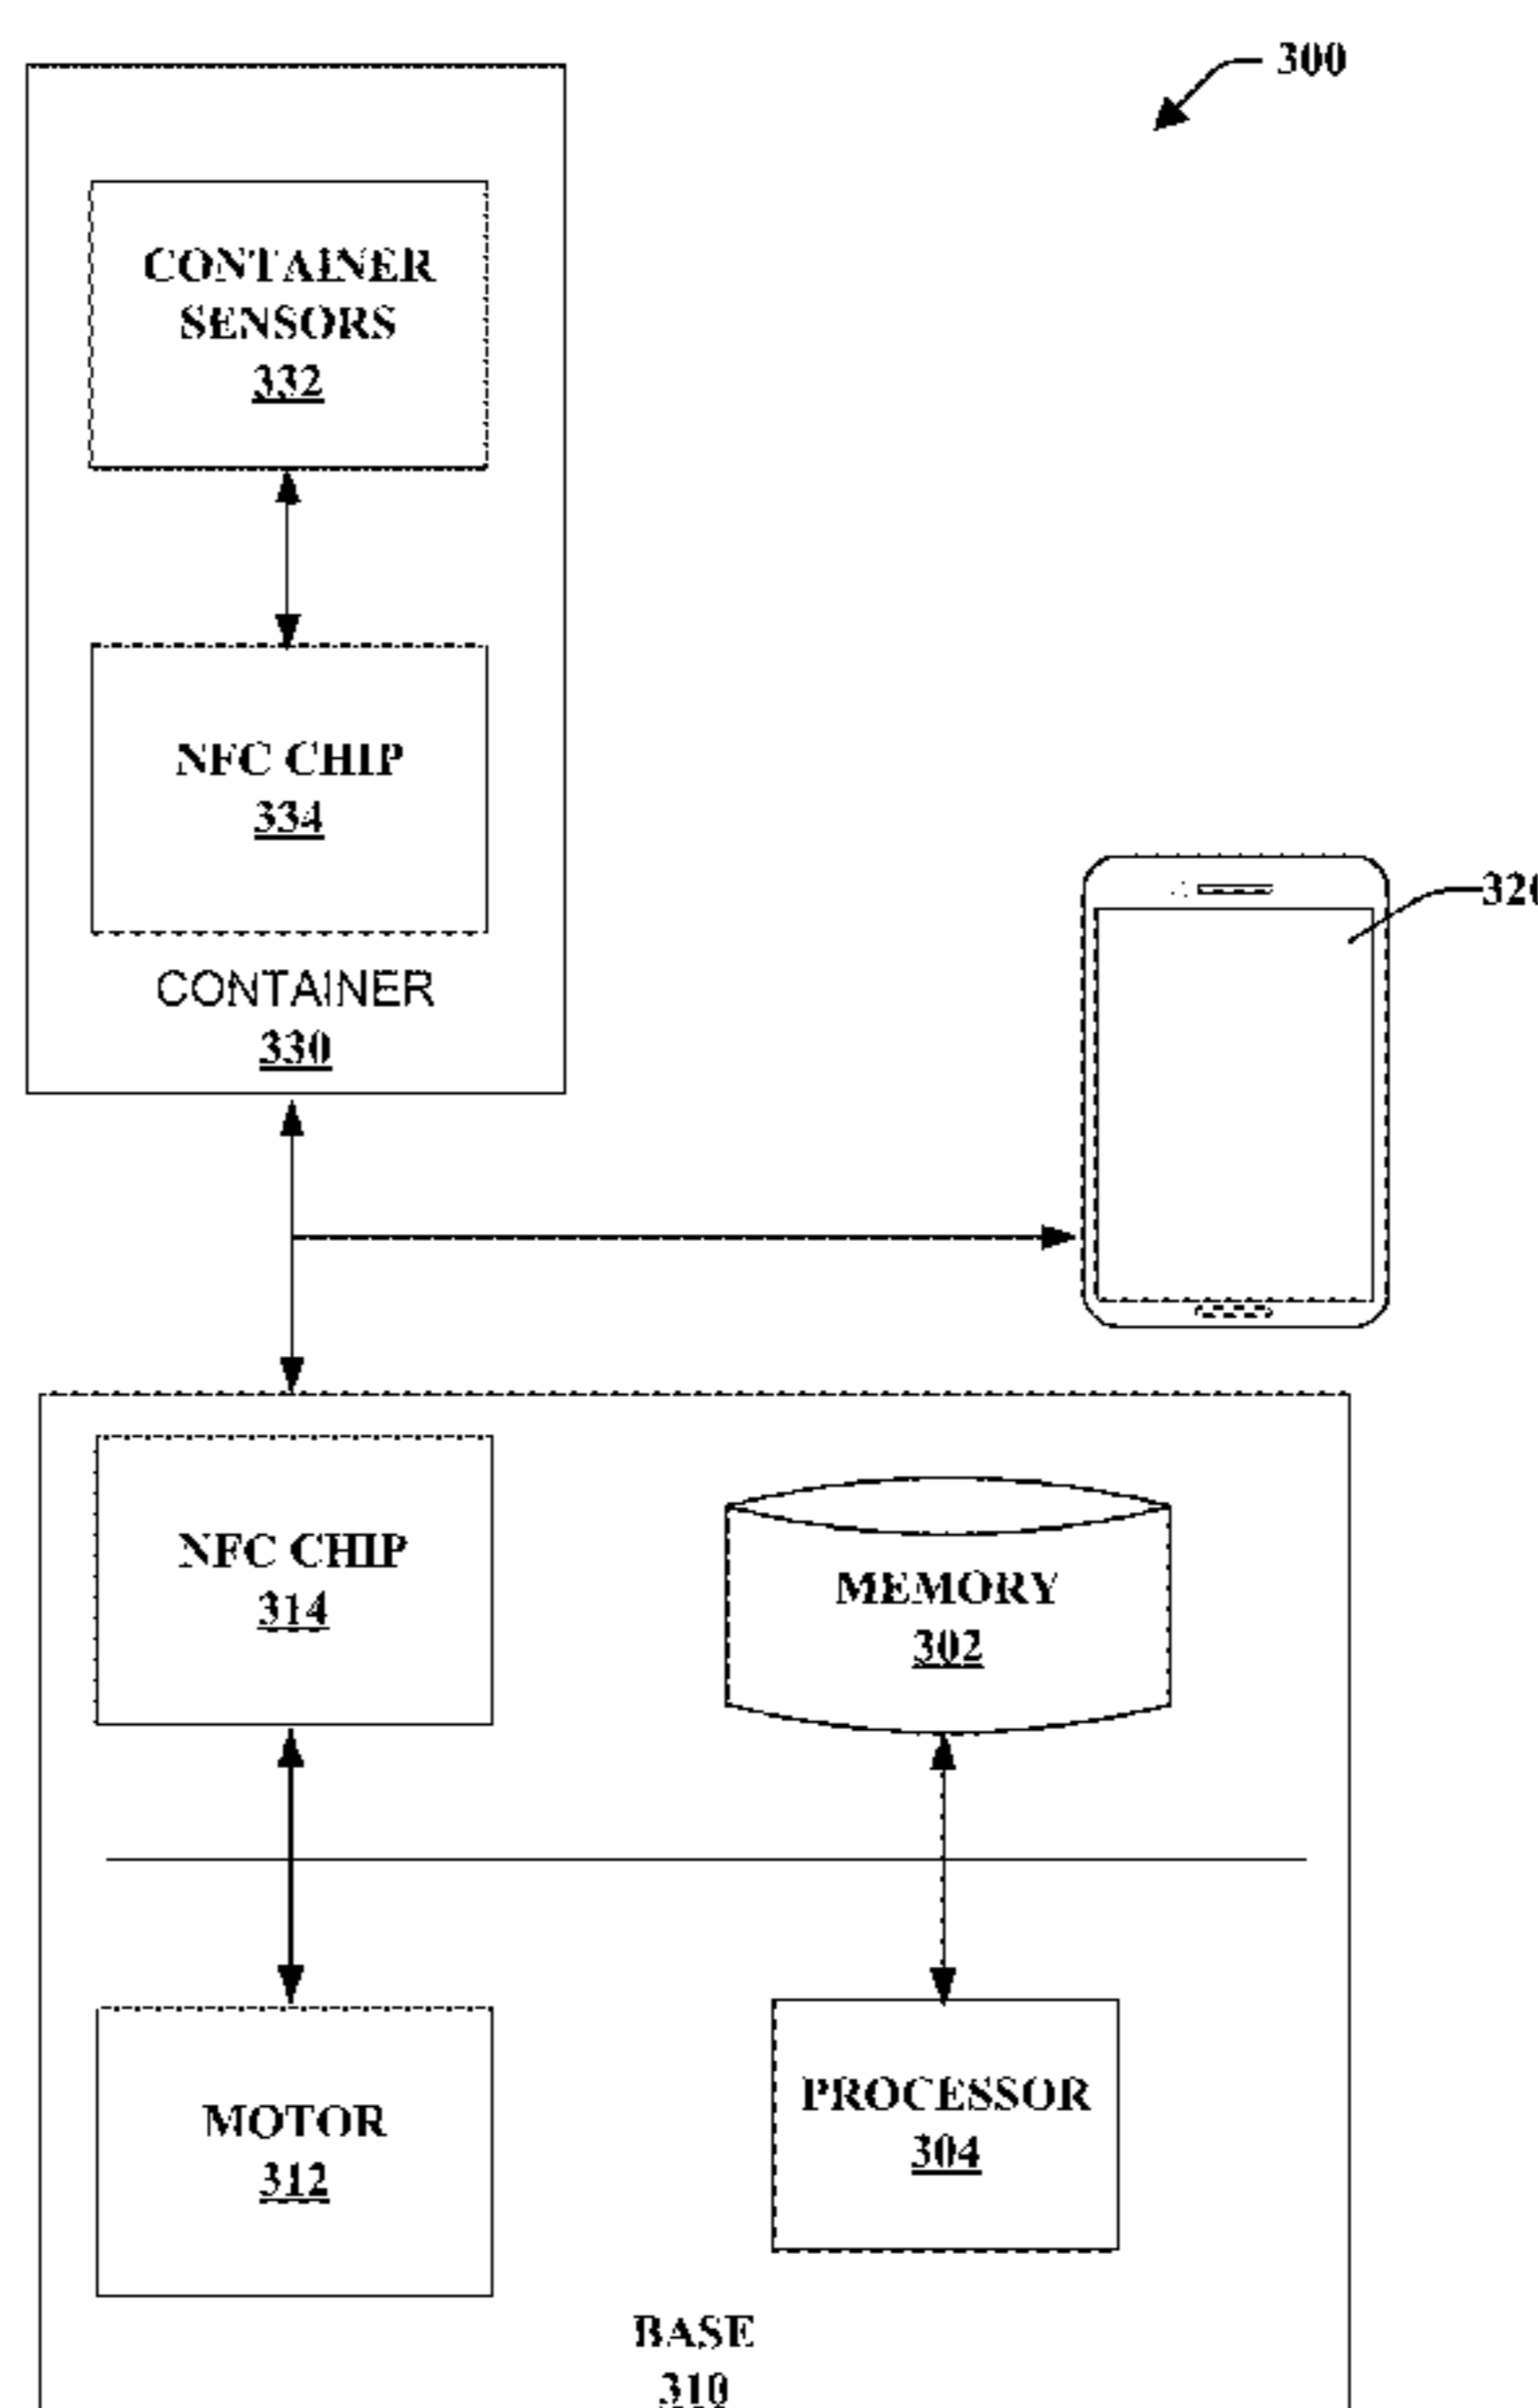 300
CONTAINER
SENSORS
332
NFC CHIP
334
CONTAINER
330
320
NFC CHIP
314
MEMORY
302
MOTOR
312
PROCESSOR
304
BASE
310